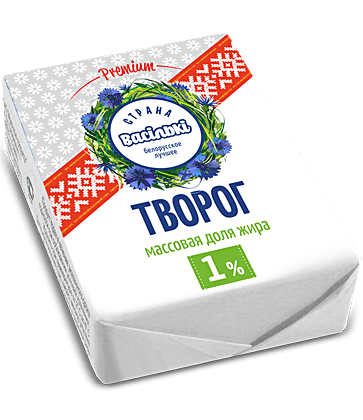 Premium
СТРАНА
Васількі
белорусское
лучшее
ТВОРОГ
массовая доля жира
1%